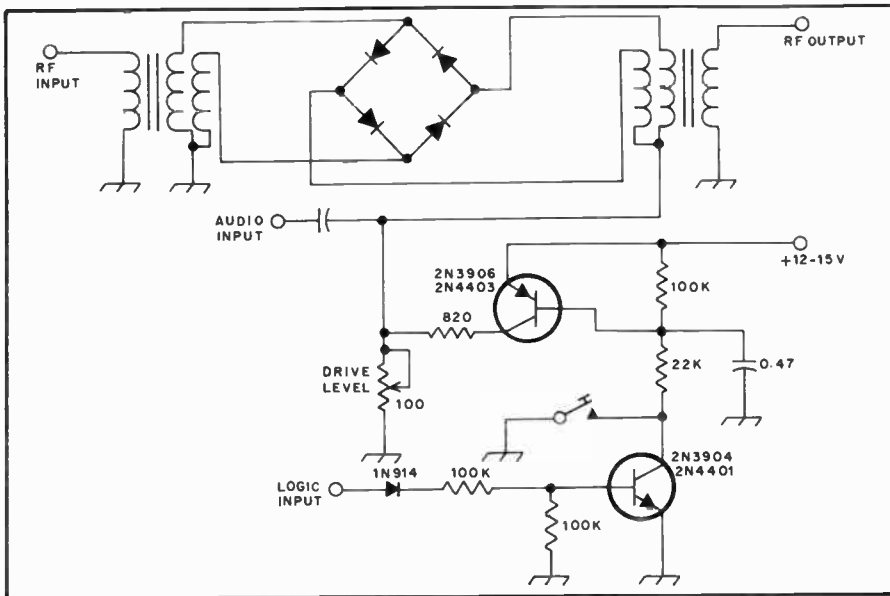 RF INPUT
RF OUTPUT
AUDIO INPUT
+12-15V
2N3906
2N4403
100K
820
22K
0.47
DRIVE LEVEL
100
2N3904
2N4401
LOGIC INPUT
1N914
100K
100K